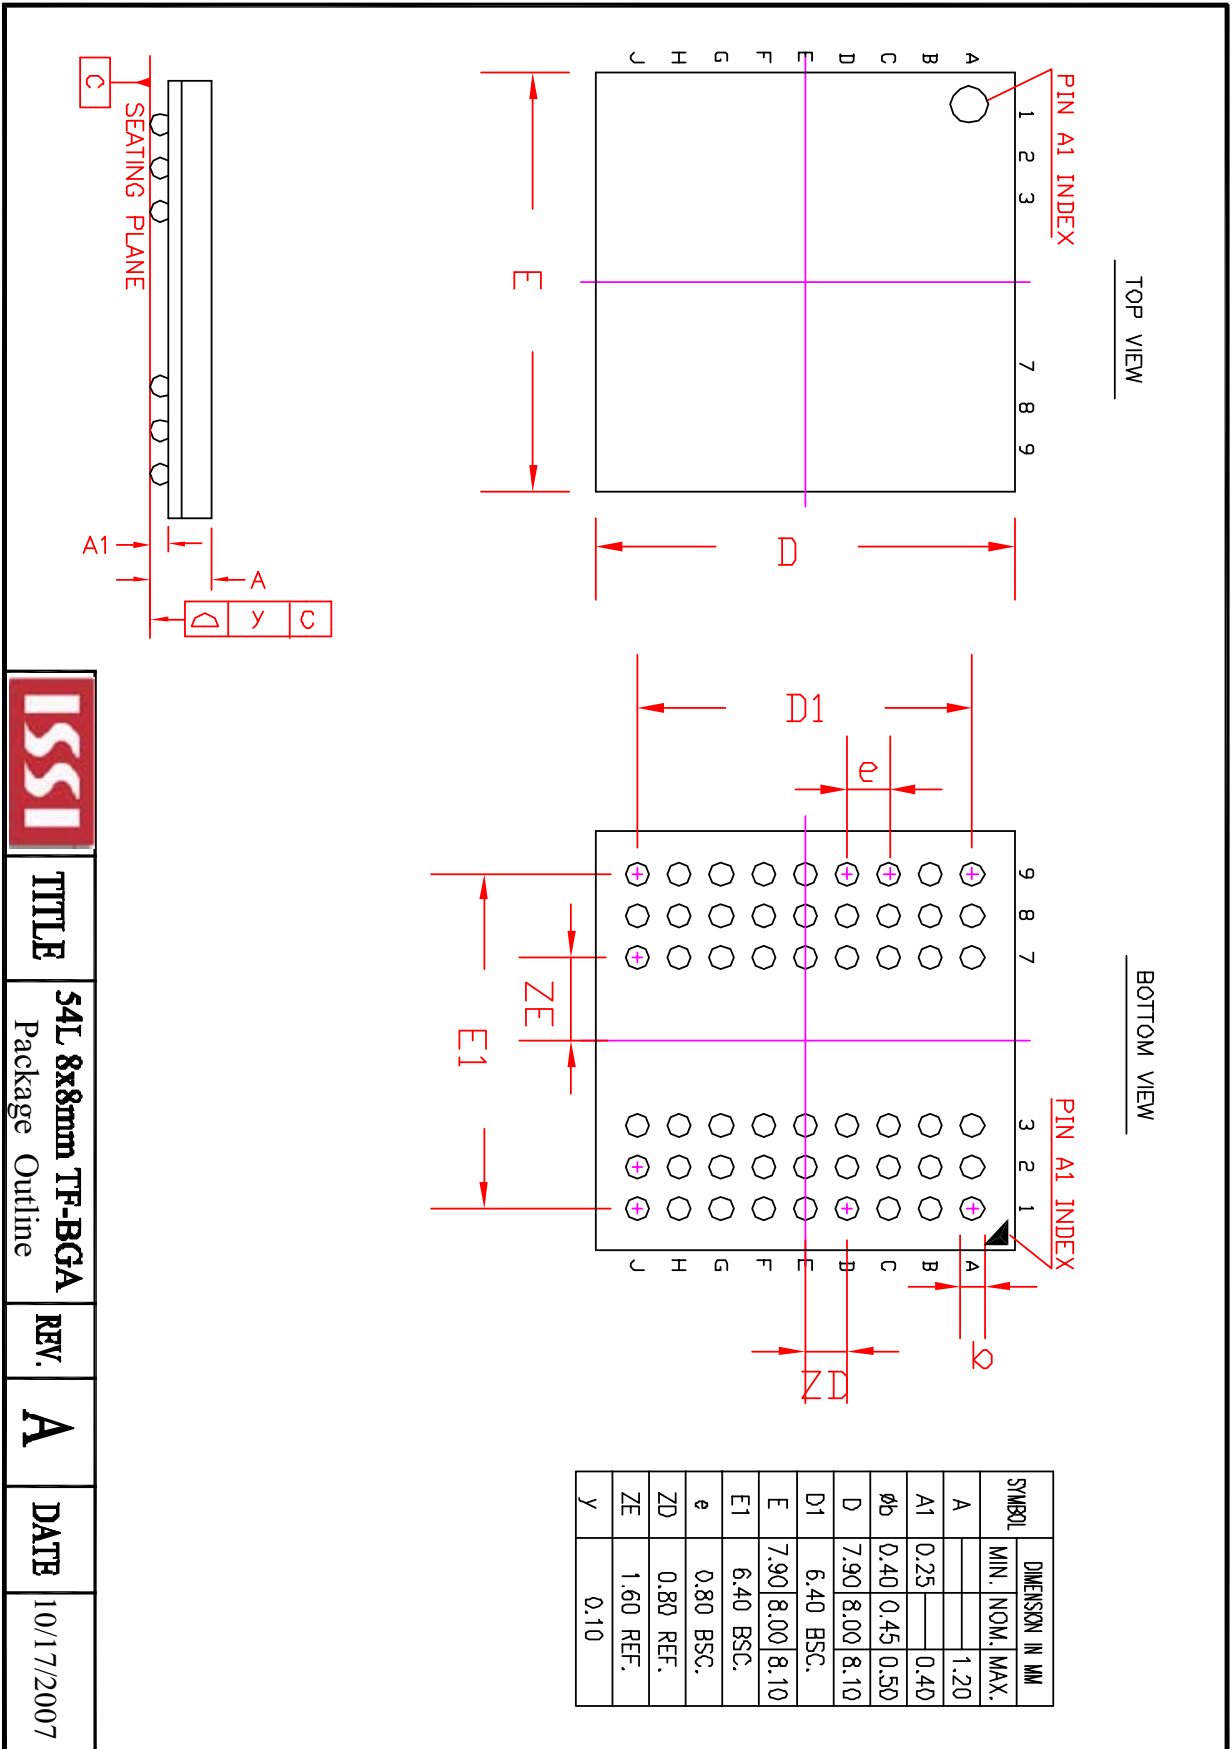 TOP VIEW
PIN A1 INDEX
1 2 3 7 8 9
A
B
C
D
E
F
G
H
J
D
E
BOTTOM VIEW
PIN A1 INDEX
9 8 7 3 2 1
A
B
C
D
E
F
G
H
J
D1
e
b
ZD
ZE
E1
SEATING PLANE
C
A1
A
y C
SYMBOL DIMENSION IN MM
MIN. NOM. MAX.
A 1.20
A1 0.25 0.40
øb 0.40 0.45 0.50
D 7.90 8.00 8.10
D1 6.40 BSC.
E 7.90 8.00 8.10
E1 6.40 BSC.
e 0.80 BSC.
ZD 0.80 REF.
ZE 1.60 REF.
y 0.10
ISSI
TITLE
54L 8x8mm TF-BGA
Package Outline
REV.
A
DATE
10/17/2007